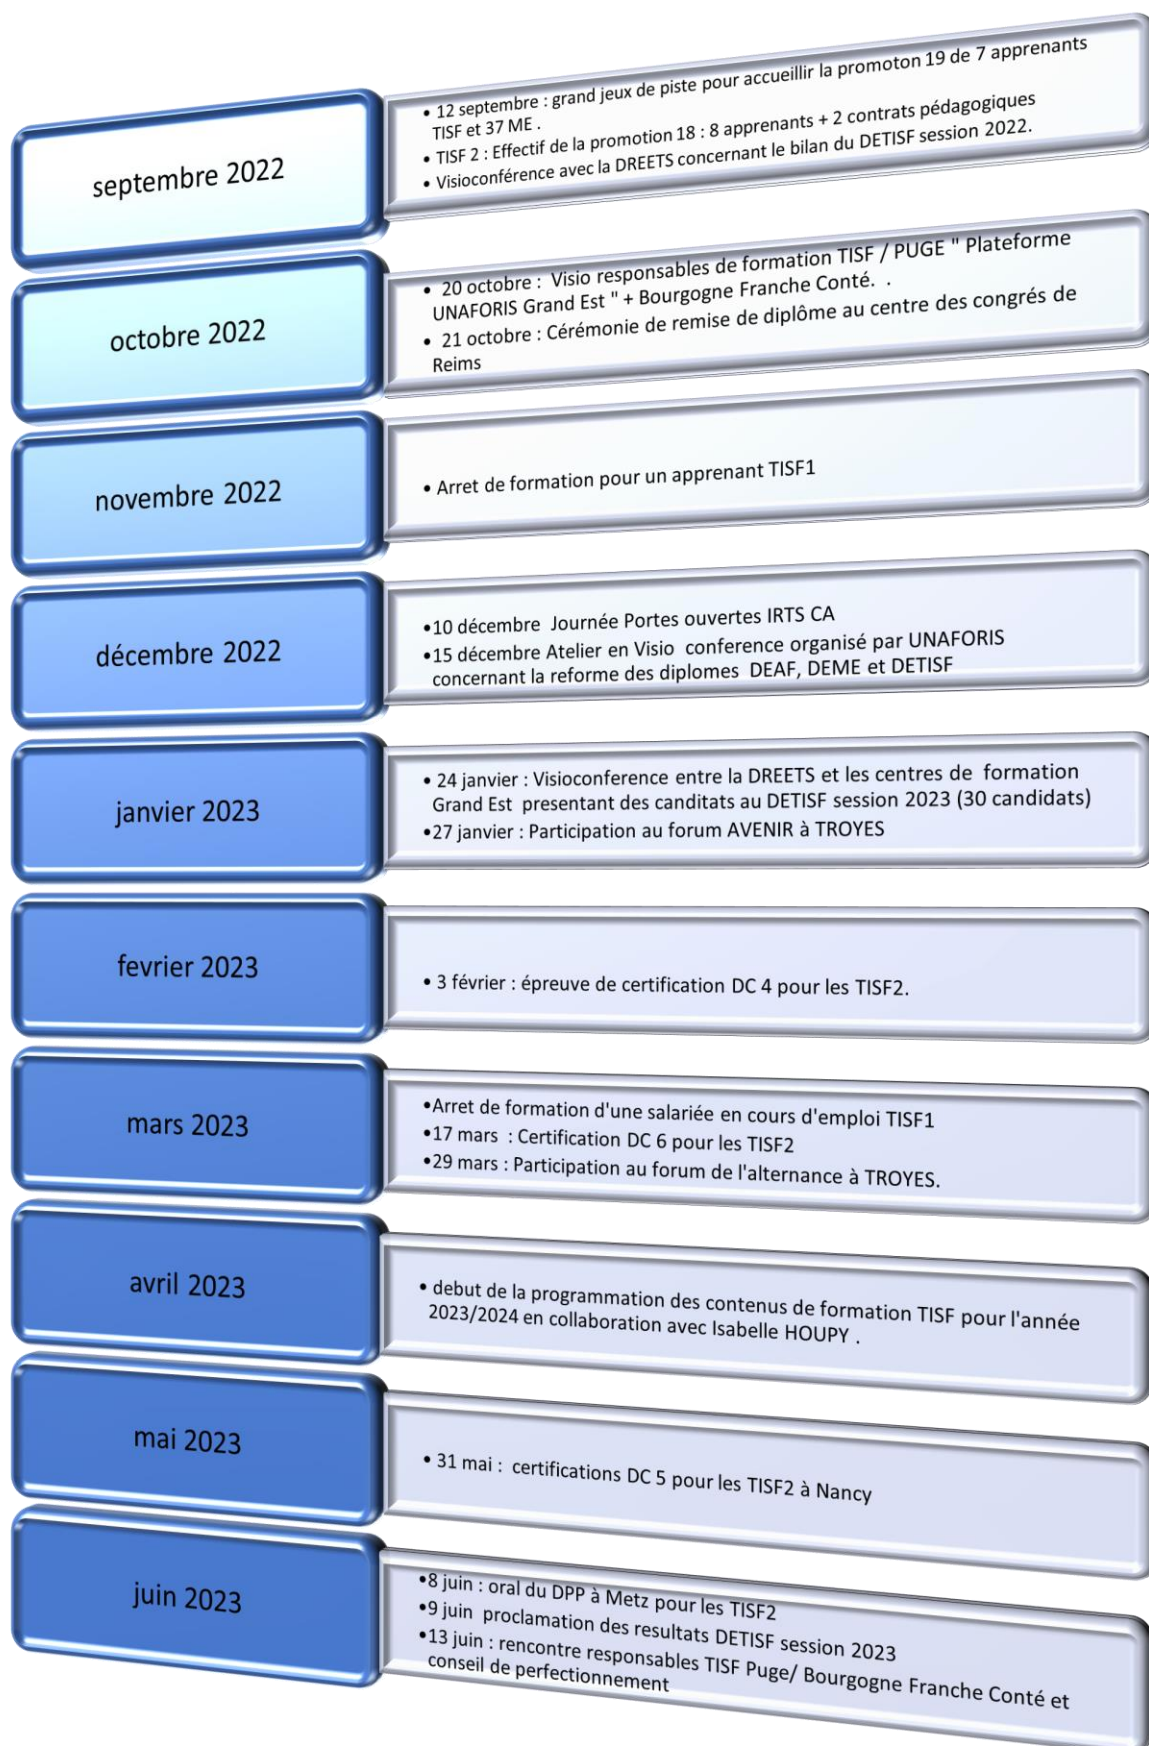 septembre 2022
• 12 septembre : grand jeux de piste pour accueillir la promoton 19 de 7 apprenants
TISF et 37 ME .
• TISF 2 : Effectif de la promotion 18 : 8 apprenants + 2 contrats pédagogiques
• Visioconférence avec la DREETS concernant le bilan du DETISF session 2022.
octobre 2022
• 20 octobre : Visio responsables de formation TISF / PUGE " Plateforme
UNAFORIS Grand Est " + Bourgogne Franche Conté. .
• 21 octobre : Cérémonie de remise de diplôme au centre des congrés de
Reims
novembre 2022
• Arret de formation pour un apprenant TISF1
décembre 2022
•10 décembre Journée Portes ouvertes IRTS CA
•15 décembre Atelier en Visio conference organisé par UNAFORIS
concernant la reforme des diplomes DEAF, DEME et DETISF
janvier 2023
• 24 janvier : Visioconference entre la DREETS et les centres de formation
Grand Est presentant des canditats au DETISF session 2023 (30 candidats)
•27 janvier : Participation au forum AVENIR à TROYES
fevrier 2023
• 3 février : épreuve de certification DC 4 pour les TISF2.
mars 2023
•Arret de formation d'une salariée en cours d'emploi TISF1
•17 mars : Certification DC 6 pour les TISF2
•29 mars : Participation au forum de l'alternance à TROYES.
avril 2023
• debut de la programmation des contenus de formation TISF pour l'année
2023/2024 en collaboration avec Isabelle HOUPY .
mai 2023
• 31 mai : certifications DC 5 pour les TISF2 à Nancy
juin 2023
•8 juin : oral du DPP à Metz pour les TISF2
•9 juin proclamation des resultats DETISF session 2023
•13 juin : rencontre responsables TISF Puge/ Bourgogne Franche Conté et
conseil de perfectionnement